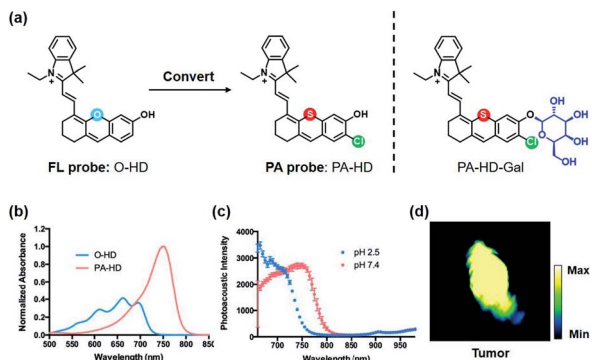 (a)
N
+
O
OH
FL probe: O-HD
Convert
N
+
S
OH
Cl
PA probe: PA-HD
N
+
S
O
Cl
O
OH
OH
OH
OH
PA-HD-Gal
(b)
Normalized Absorbance
1.2
1.0
0.8
0.6
0.4
0.2
0.0
O-HD
PA-HD
500 550 600 650 700 750 800 850
Wavelength (nm)
(c)
Photoacoustic Intensity
4000
3000
2000
1000
0
pH 2.5
pH 7.4
700 750 800 850 900 950
Wavelength (nm)
(d)
Max
Min
Tumor